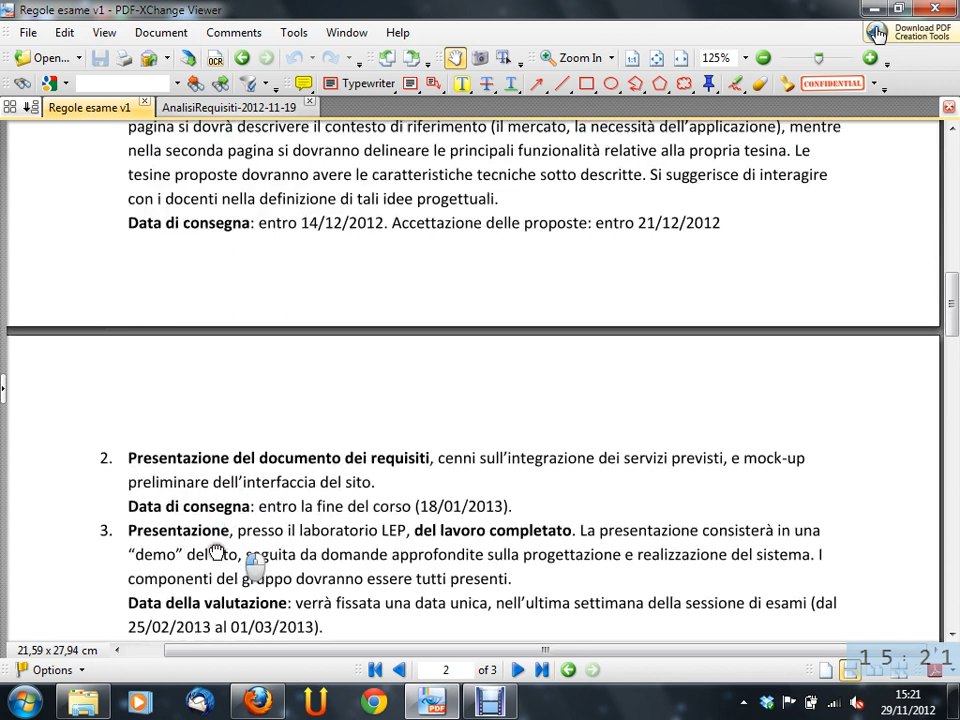 Regole esame v1 - PDF-XChange Viewer
File Edit View Document Comments Tools Window Help
Download PDF
Creation Tools
Open... OCR Zoom In 125%
Typewriter CONFIDENTIAL
Regole esame v1 AnalisiRequisiti-2012-11-19
pagina si dovrà descrivere il contesto di riferimento (il mercato, la necessità dell'applicazione), mentre
nella seconda pagina si dovranno delineare le principali funzionalità relative alla propria tesina. Le
tesine proposte dovranno avere le caratteristiche tecniche sotto descritte. Si suggerisce di interagire
con i docenti nella definizione di tali idee progettuali.
Data di consegna: entro 14/12/2012. Accettazione delle proposte: entro 21/12/2012
2. Presentazione del documento dei requisiti, cenni sull'integrazione dei servizi previsti, e mock-up
preliminare dell'interfaccia del sito.
Data di consegna: entro la fine del corso (18/01/2013).
3. Presentazione, presso il laboratorio LEP, del lavoro completato. La presentazione consisterà in una
"demo" del to, seguita da domande approfondite sulla progettazione e realizzazione del sistema. I
componenti del gruppo dovranno essere tutti presenti.
Data della valutazione: verrà fissata una data unica, nell'ultima settimana della sessione di esami (dal
25/02/2013 al 01/03/2013).
21,59 x 27,94 cm
Options 2 of 3
15:21
15:21
29/11/2012